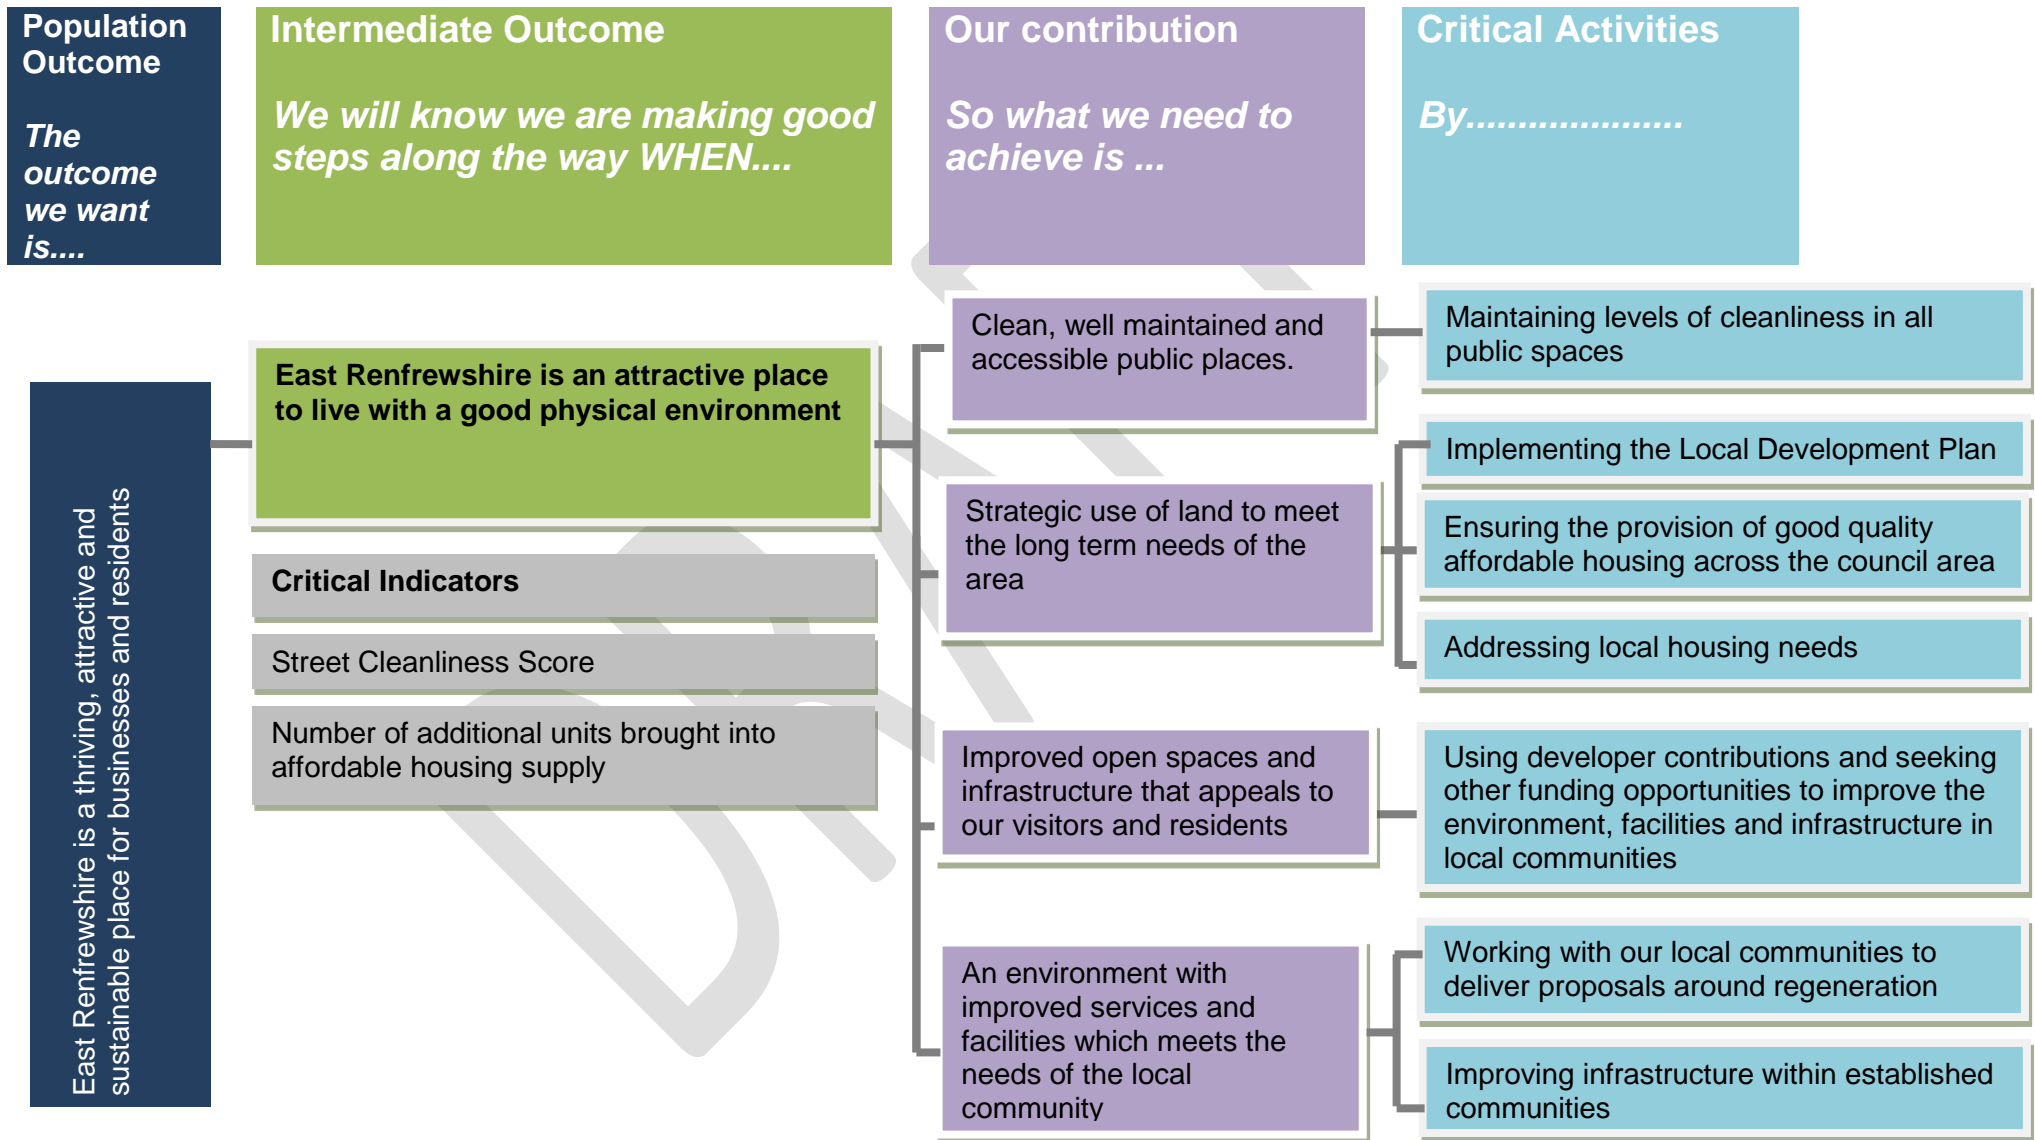 Population
Outcome
The
outcome
we want
is....
Intermediate Outcome
We will know we are making good
steps along the way WHEN....
Our contribution
So what we need to
achieve is ...
Critical Activities
By.....................
East Renfrewshire is a thriving, attractive and
sustainable place for businesses and residents
East Renfrewshire is an attractive place
to live with a good physical environment
Critical Indicators
Street Cleanliness Score
Number of additional units brought into
affordable housing supply
Clean, well maintained and
accessible public places.
Strategic use of land to meet
the long term needs of the
area
Improved open spaces and
infrastructure that appeals to
our visitors and residents
An environment with
improved services and
facilities which meets the
needs of the local
community
Maintaining levels of cleanliness in all
public spaces
Implementing the Local Development Plan
Ensuring the provision of good quality
affordable housing across the council area
Addressing local housing needs
Using developer contributions and seeking
other funding opportunities to improve the
environment, facilities and infrastructure in
local communities
Working with our local communities to
deliver proposals around regeneration
Improving infrastructure within established
communities
DRAFT